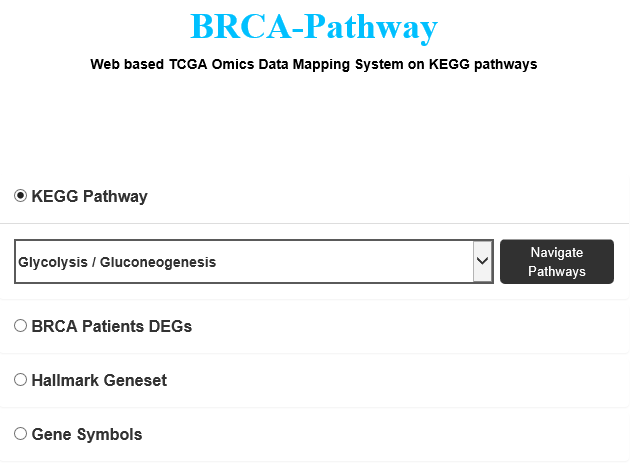 BRCA-Pathway
Web based TCGA Omics Data Mapping System on KEGG pathways
KEGG Pathway
Glycolysis / Gluconeogenesis
Navigate
Pathways
BRCA Patients DEGs
Hallmark Geneset
Gene Symbols